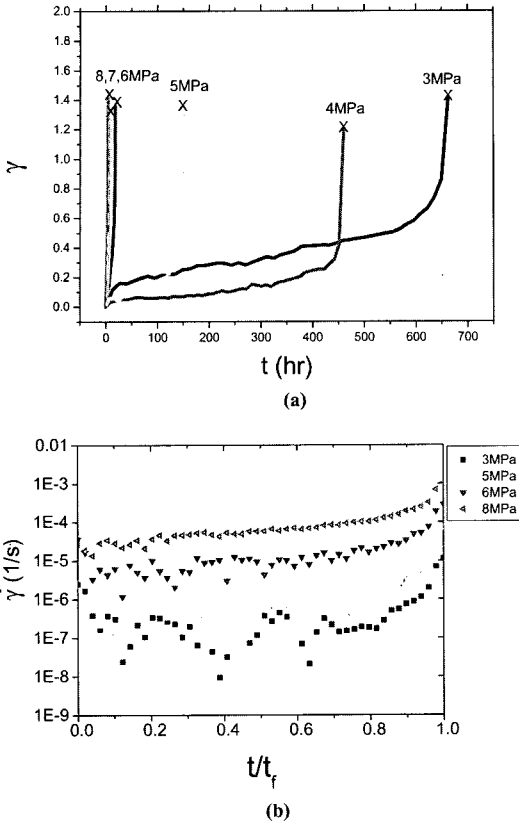 2.0
1.8
1.6
1.4
1.2
1.0
0.8
0.6
0.4
0.2
0.0
γ
8,7,6MPa
5MPa
4MPa
3MPa
X X X X X X
0 100 200 300 400 500 600 700
t (hr)
(a)
0.01
1E-3
1E-4
1E-5
1E-6
1E-7
1E-8
1E-9
γ̇ (1/s)
3MPa
5MPa
6MPa
8MPa
0.0 0.2 0.4 0.6 0.8 1.0
t/tf
(b)